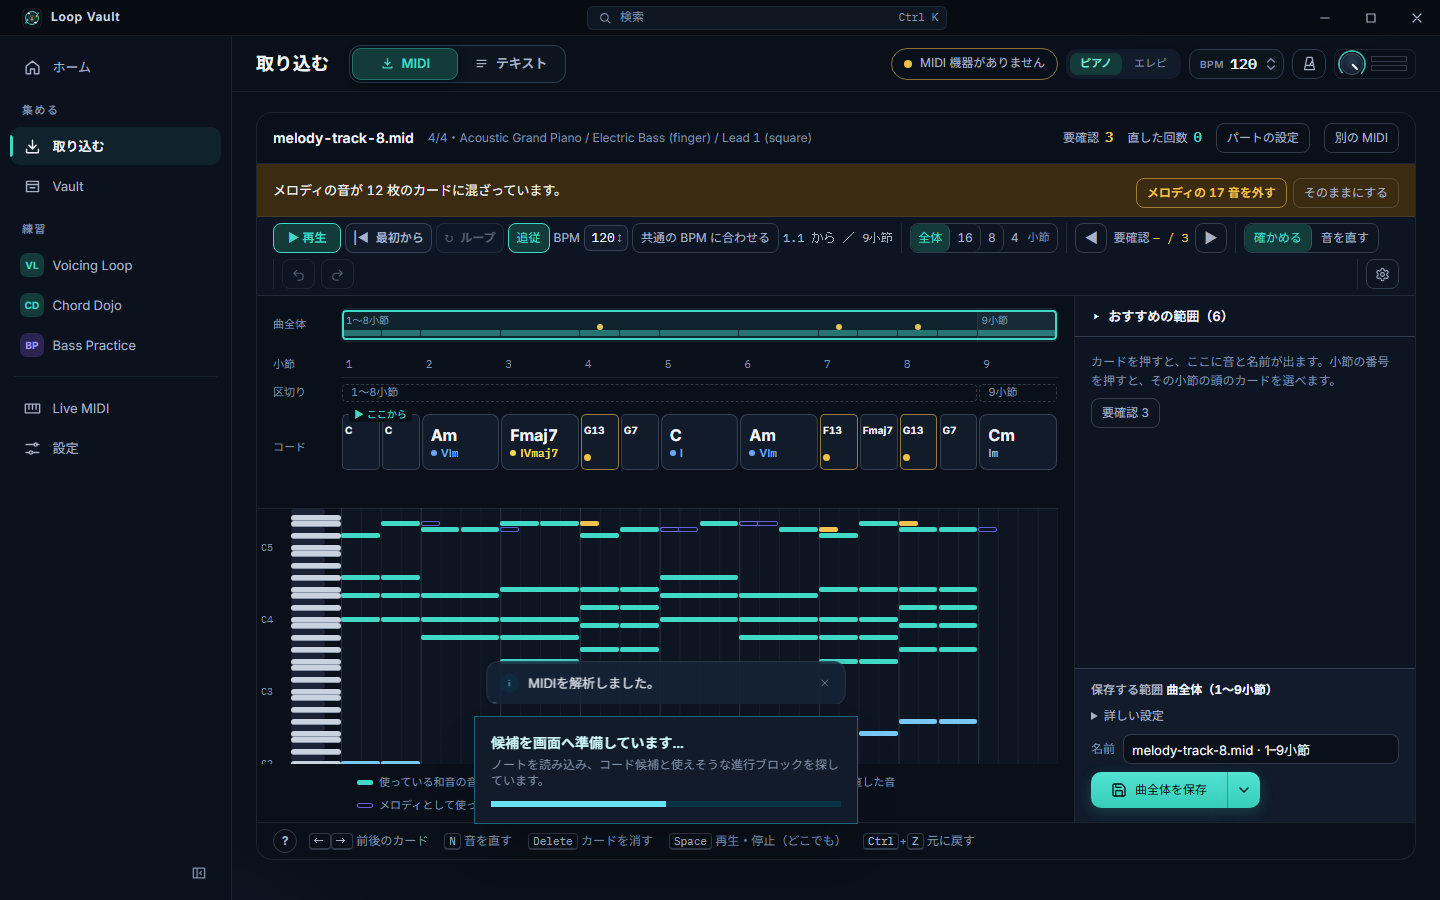 Loop Vault
検索
Ctrl K
ホーム
集める
取り込む
Vault
練習
VL Voicing Loop
CD Chord Dojo
BP Bass Practice
Live MIDI
設定
取り込む
MIDI
テキスト
MIDI 機器がありません
ピアノ エレピ
BPM 120
melody-track-8.mid 4/4・Acoustic Grand Piano / Electric Bass (finger) / Lead 1 (square)
要確認 3 直した回数 0 パートの設定 別の MIDI
メロディの音が 12 枚のカードに混ざっています。
メロディの 17 音を外す そのままにする
▶ 再生 最初から ↻ ループ 追従 BPM 120 共通の BPM に合わせる 1.1 から / 9小節 全体 16 8 4 小節 ◀ 要確認 – / 3 ▶ 確かめる 音を直す
曲全体 1〜8小節 9小節
小節 1 2 3 4 5 6 7 8 9
区切り 1〜8小節 9小節
▶ ここから
コード C C Am Fmaj7 G13 G7 C Am F13 Fmaj7 G13 G7 Cm
VIm IVmaj7 I VIm Im
C5
C4
C3
C2
使っている和音の音
直した音
メロディとして使っ
MIDIを解析しました。
候補を画面へ準備しています...
ノートを読み込み、コード候補と使えそうな進行ブロックを探し
ています。
おすすめの範囲（6）
カードを押すと、ここに音と名前が出ます。小節の番号
を押すと、その小節の頭のカードを選べます。
要確認 3
保存する範囲 曲全体（1〜9小節）
▶ 詳しい設定
名前 melody-track-8.mid · 1–9小節
曲全体を保存
? ← → 前後のカード N 音を直す Delete カードを消す Space 再生・停止（どこでも） Ctrl+Z 元に戻す